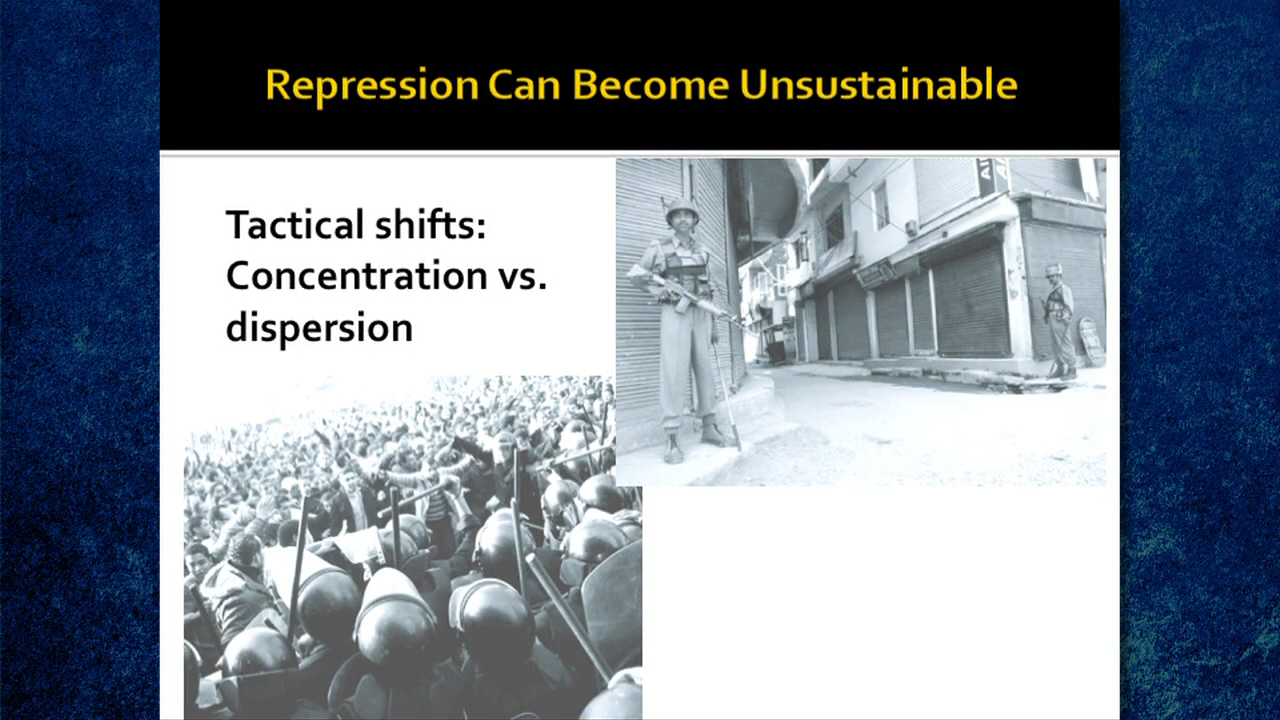 Repression Can Become Unsustainable
Tactical shifts:
Concentration vs.
dispersion